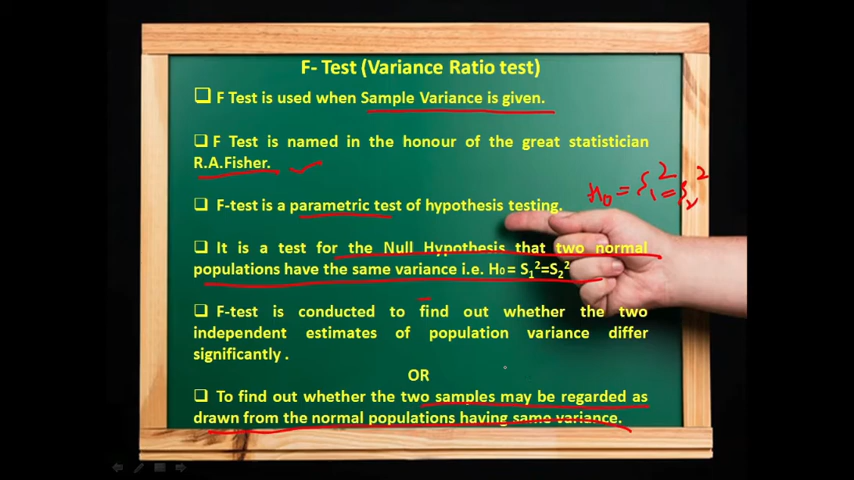 F- Test (Variance Ratio test)
❑ F Test is used when Sample Variance is given.
❑ F Test is named in the honour of the great statistician
R.A.Fisher.
❑ F-test is a parametric test of hypothesis testing.
H₀ = S₁² = S₂²
❑ It is a test for the Null Hypothesis that two normal
populations have the same variance i.e. H₀ = S₁²=S₂²
❑ F-test is conducted to find out whether the two
independent estimates of population variance differ
significantly .
OR
❑ To find out whether the two samples may be regarded as
drawn from the normal populations having same variance.